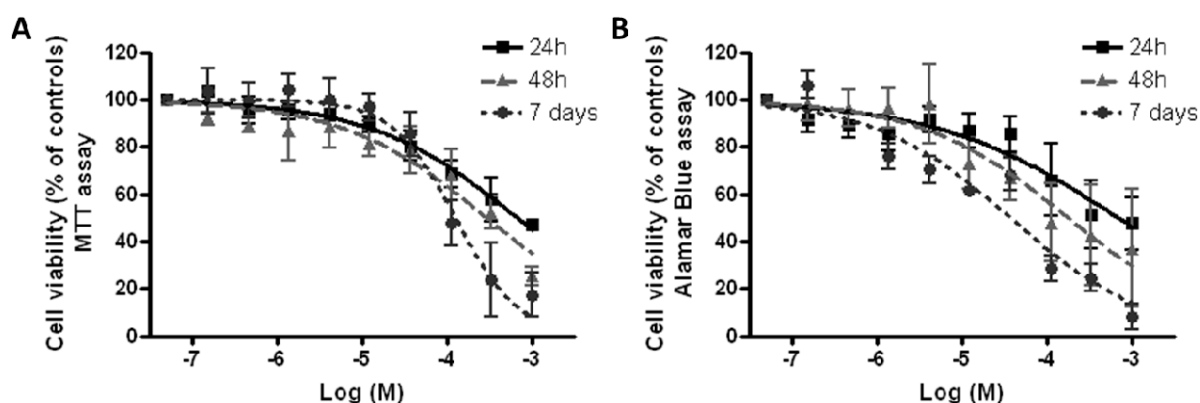 A
Cell viability (% of controls)
MTT assay
120
100
80
60
40
20
0
-7
-6
-5
-4
-3
Log (M)
24h
48h
7 days
B
Cell viability (% of controls)
Alamar Blue assay
120
100
80
60
40
20
0
-7
-6
-5
-4
-3
Log (M)
24h
48h
7 days